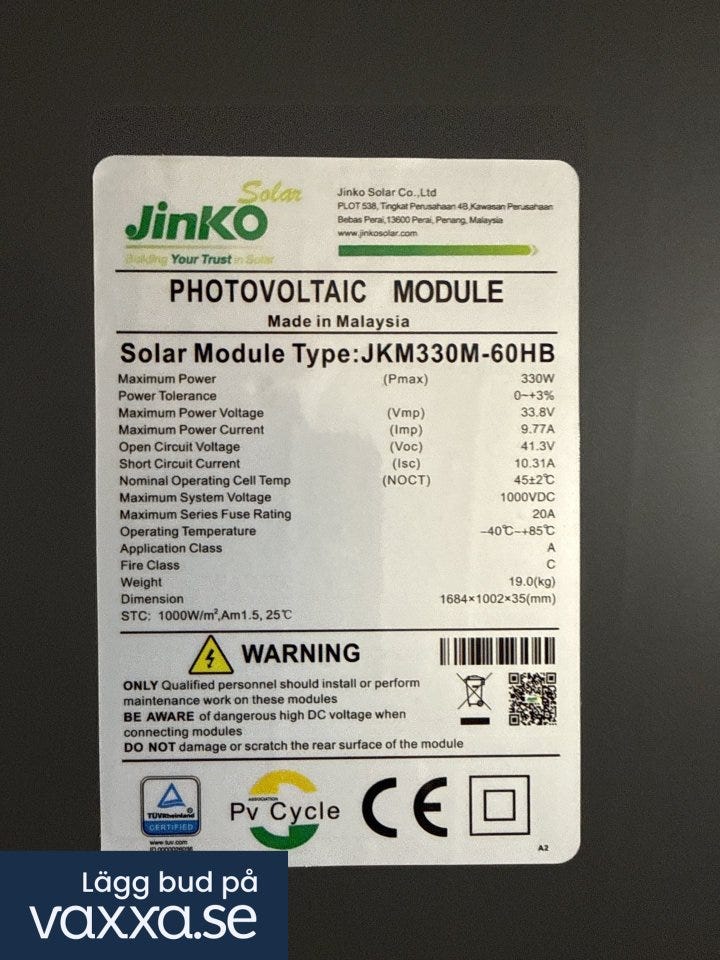 Solar
JinKO
Building Your Trust in Solar
Jinko Solar Co.,Ltd
PLOT 538, Tingkat Perusahaan 4B,Kawasan Perusahaan
Bebas Perai,13600 Perai, Penang, Malaysia
www.jinkosolar.com
PHOTOVOLTAIC MODULE
Made in Malaysia
Solar Module Type:JKM330M-60HB
Maximum Power (Pmax) 330W
Power Tolerance 0~+3%
Maximum Power Voltage (Vmp) 33.8V
Maximum Power Current (Imp) 9.77A
Open Circuit Voltage (Voc) 41.3V
Short Circuit Current (Isc) 10.31A
Nominal Operating Cell Temp (NOCT) 45±2℃
Maximum System Voltage 1000VDC
Maximum Series Fuse Rating 20A
Operating Temperature -40℃~+85℃
Application Class A
Fire Class C
Weight 19.0(kg)
Dimension 1684×1002×35(mm)
STC: 1000W/m²,Am1.5, 25℃
WARNING
ONLY Qualified personnel should install or perform
maintenance work on these modules
BE AWARE of dangerous high DC voltage when
connecting modules
DO NOT damage or scratch the rear surface of the module
TÜVRheinland
CERTIFIED
www.tuv.com
ASSOCIATION
Pv Cycle
CE
A2
Lägg bud på
vaxxa.se